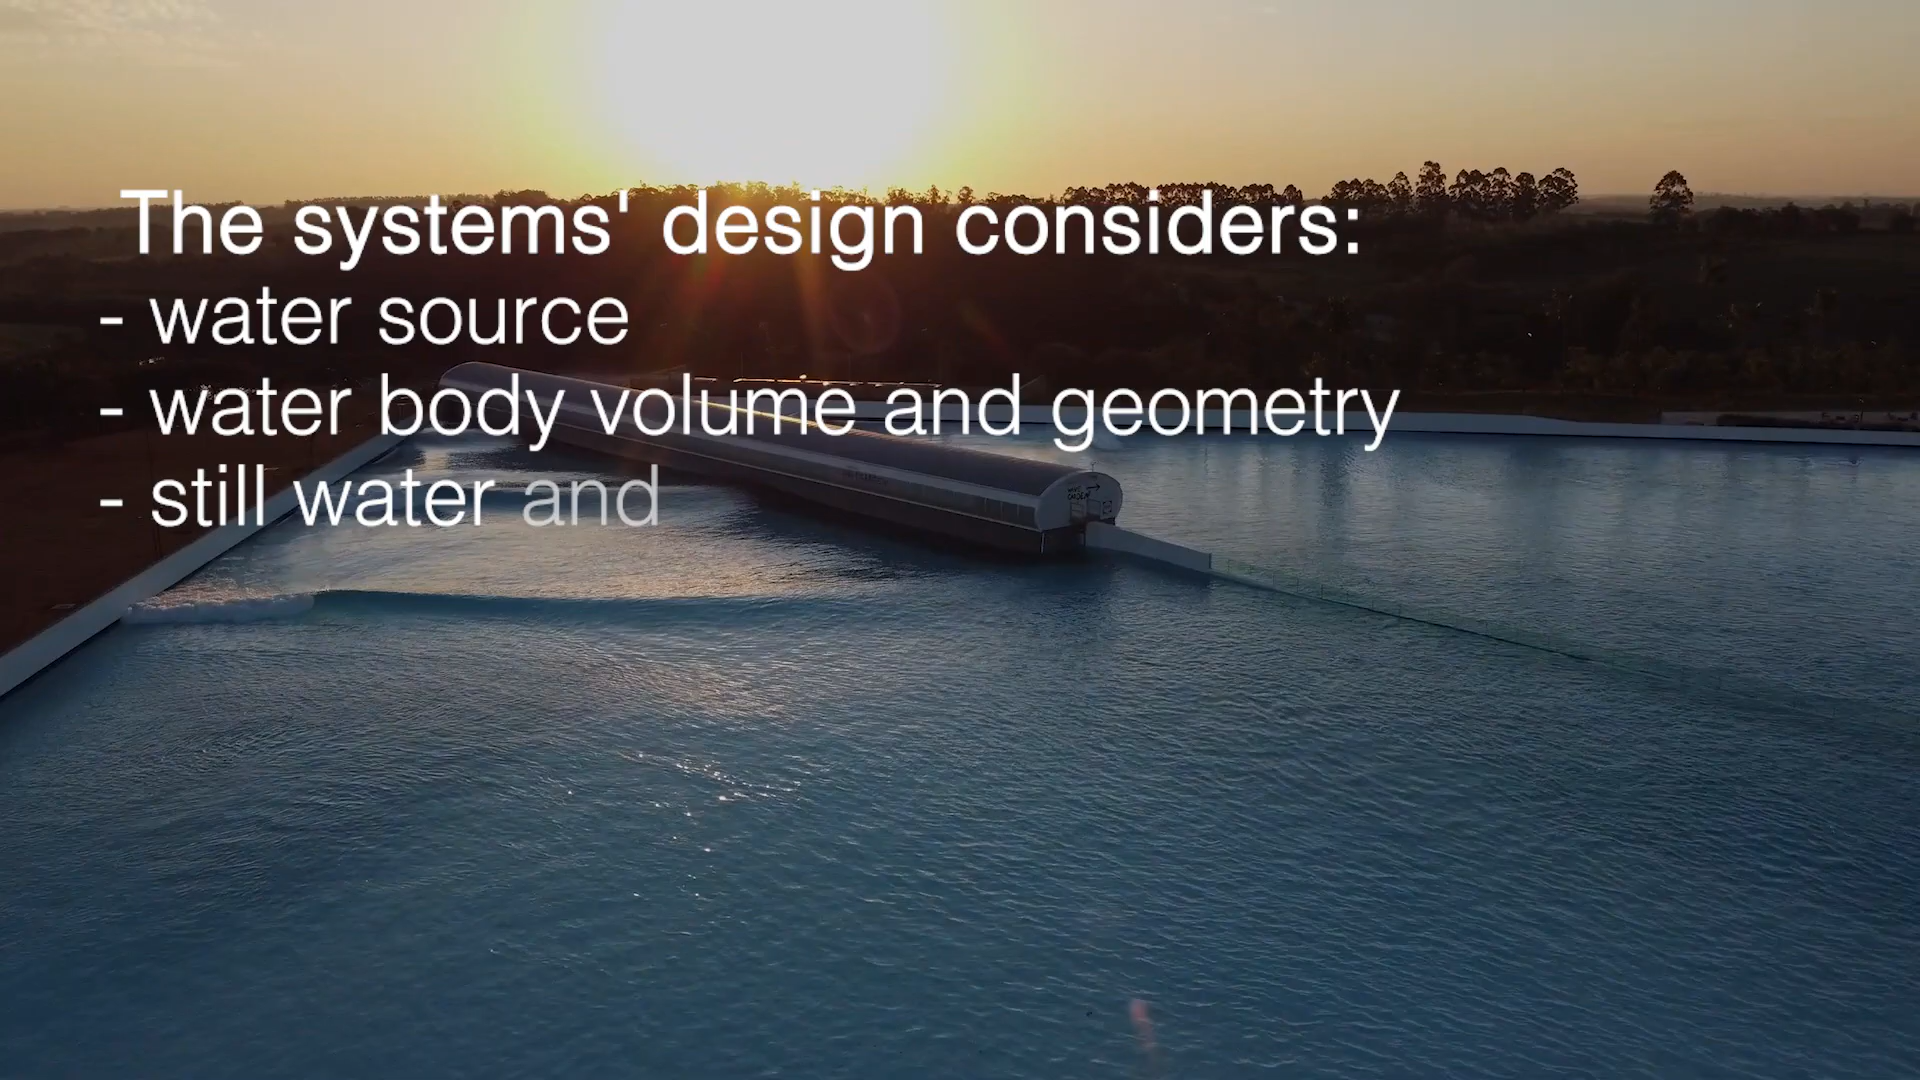 The systems' design considers:
- water source
- water body volume and geometry
- still water and